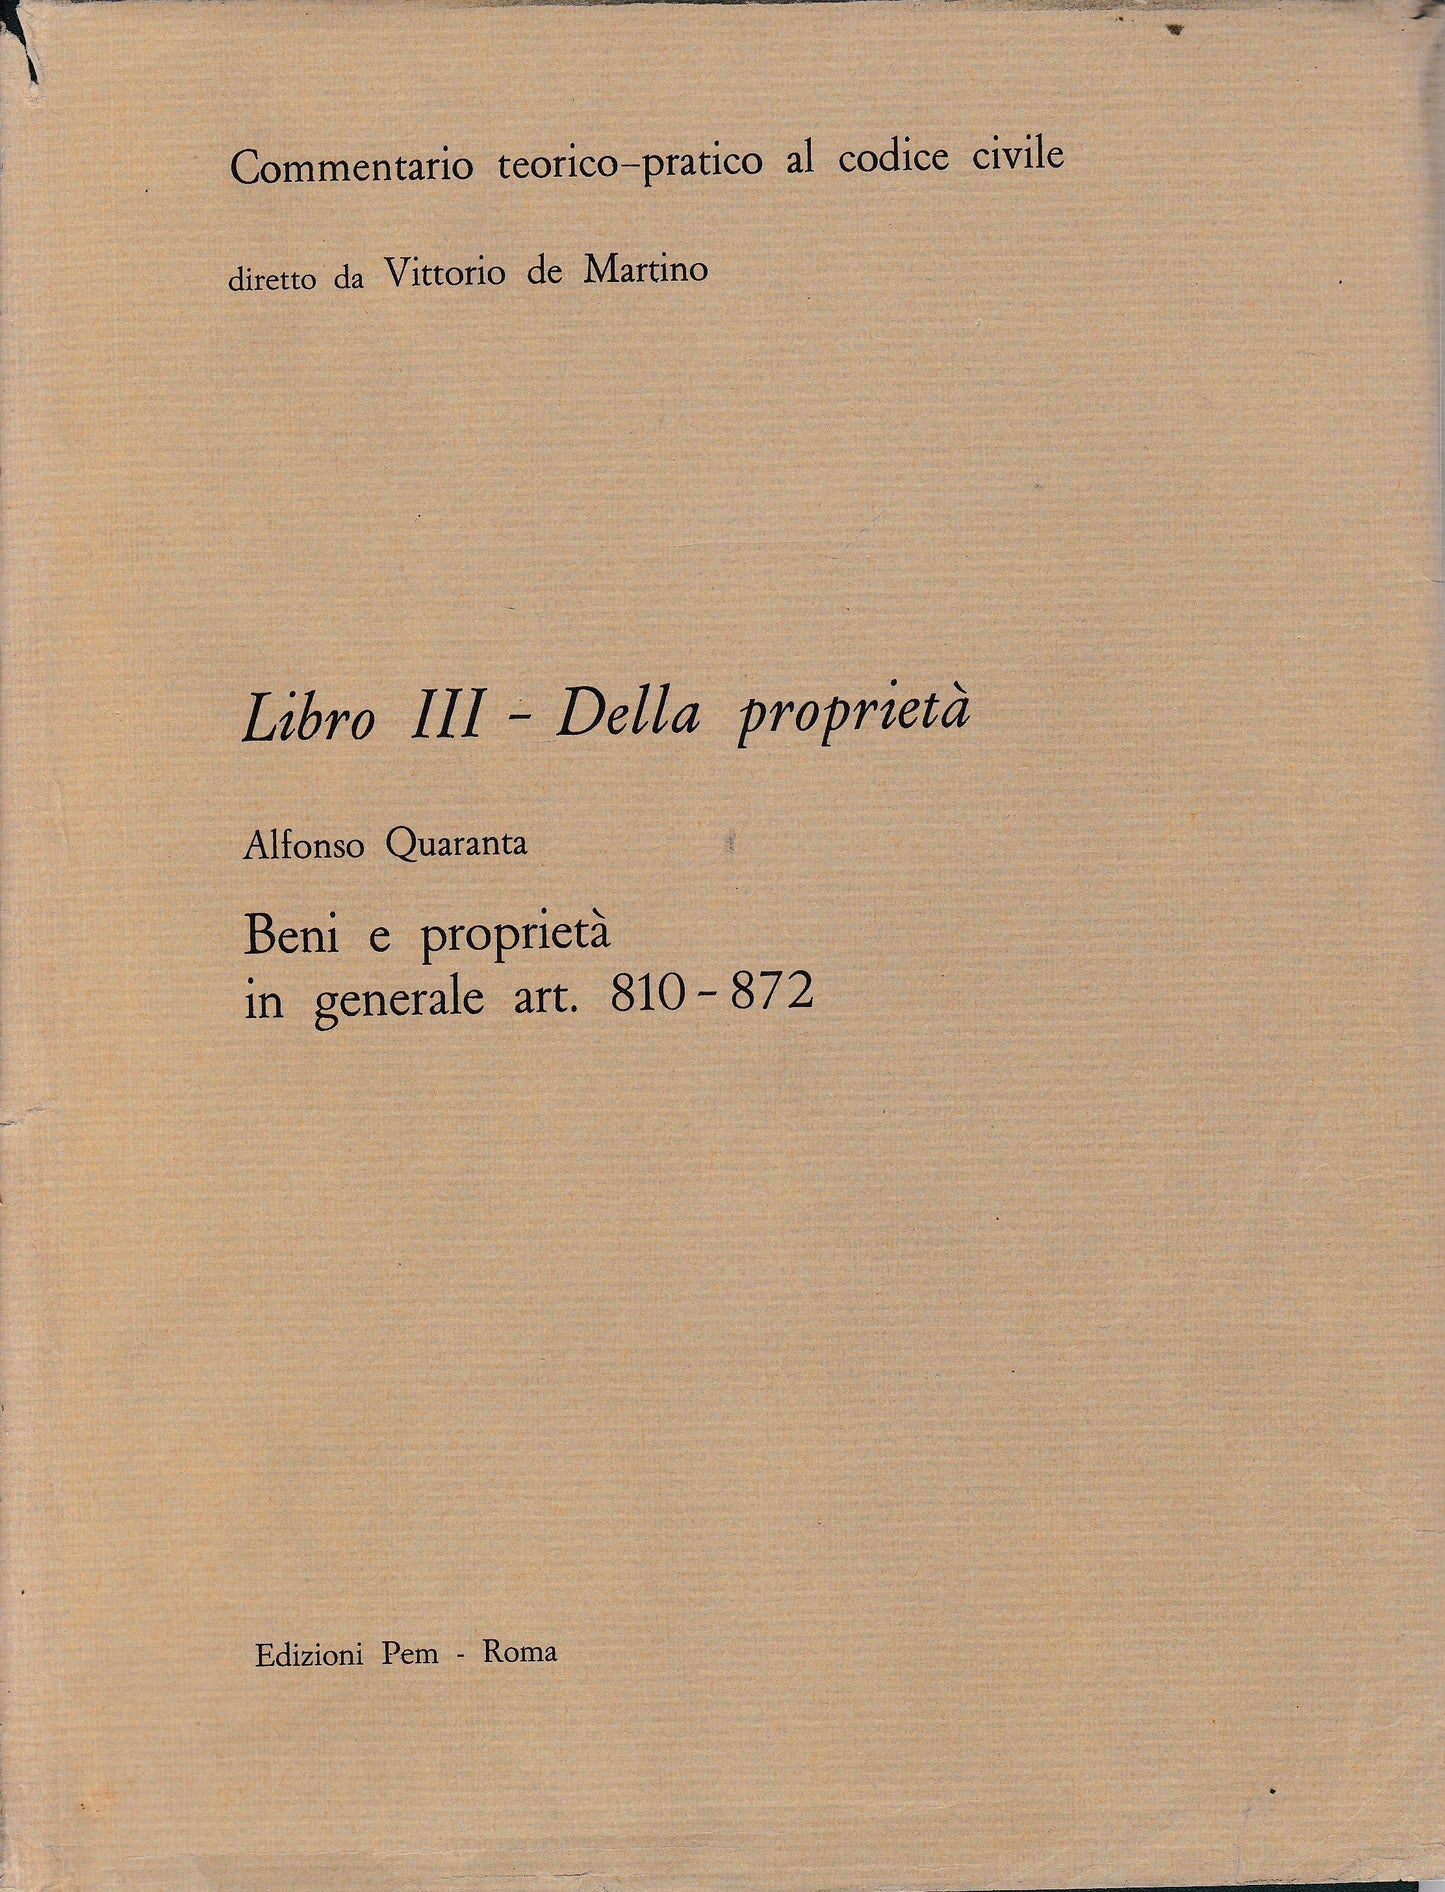 Commentario teorico-pratico al codice civile
diretto da Vittorio de Martino
Libro III - Della proprietà
Alfonso Quaranta
Beni e proprietà
in generale art. 810-872
Edizioni Pem - Roma